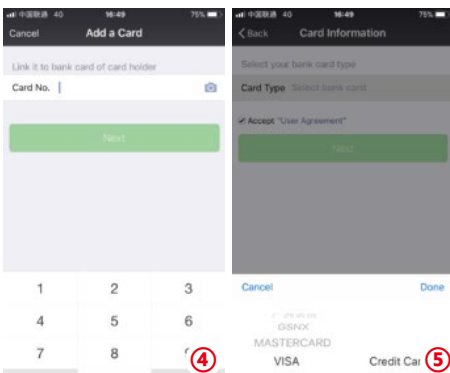 中国联通 4G 16:49 75%
Cancel Add a Card
Link it to bank card of card holder
Card No.
Next
1 2 3
4 5 6
7 8
④
中国联通 4G 16:49 75%
Back Card Information
Select your bank card type
Card Type Select bank card
Accept "User Agreement"
Next
Cancel Done
GSNX
MASTERCARD
VISA Credit Car
⑤